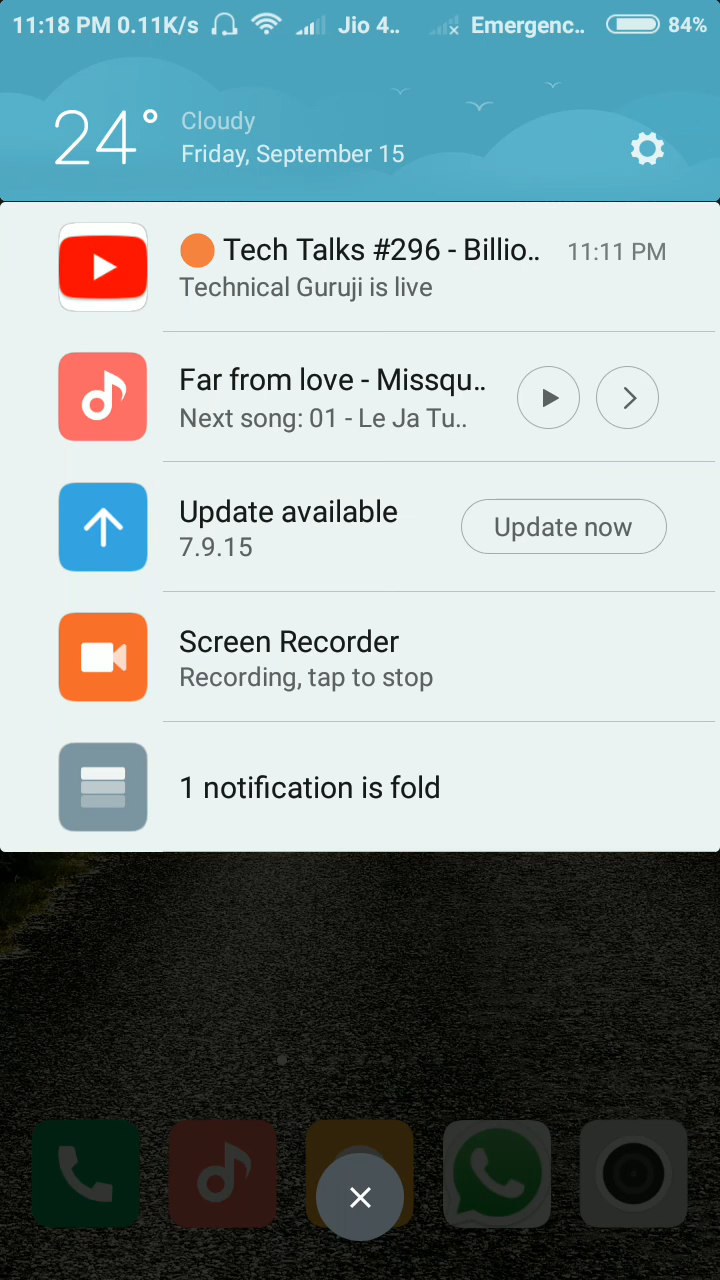 11:18 PM 0.11K/s Jio 4.. Emergenc.. 84%
24°
Cloudy
Friday, September 15
Tech Talks #296 - Billio.. 11:11 PM
Technical Guruji is live
Far from love - Missqu..
Next song: 01 - Le Ja Tu..
Update available
7.9.15
Update now
Screen Recorder
Recording, tap to stop
1 notification is fold